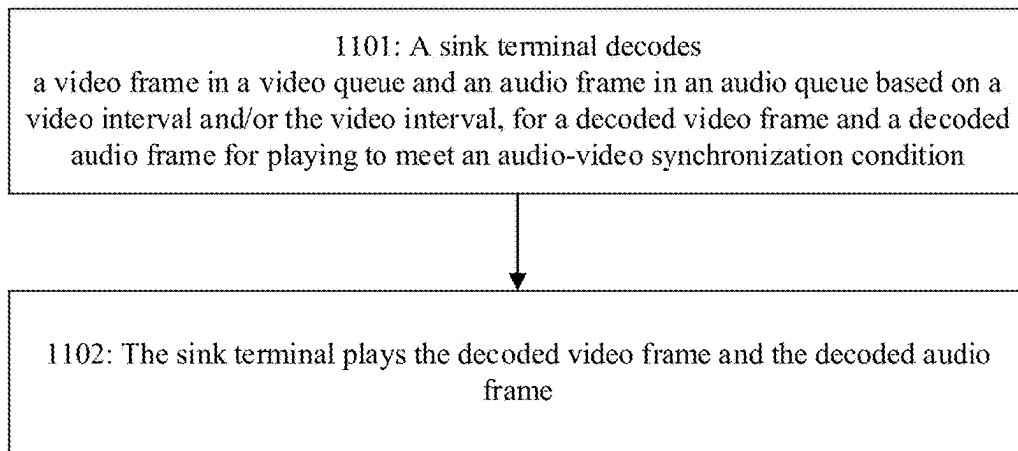 1101: A sink terminal decodes
a video frame in a video queue and an audio frame in an audio queue based on a
video interval and/or the video interval, for a decoded video frame and a decoded
audio frame for playing to meet an audio-video synchronization condition
1102: The sink terminal plays the decoded video frame and the decoded audio
frame